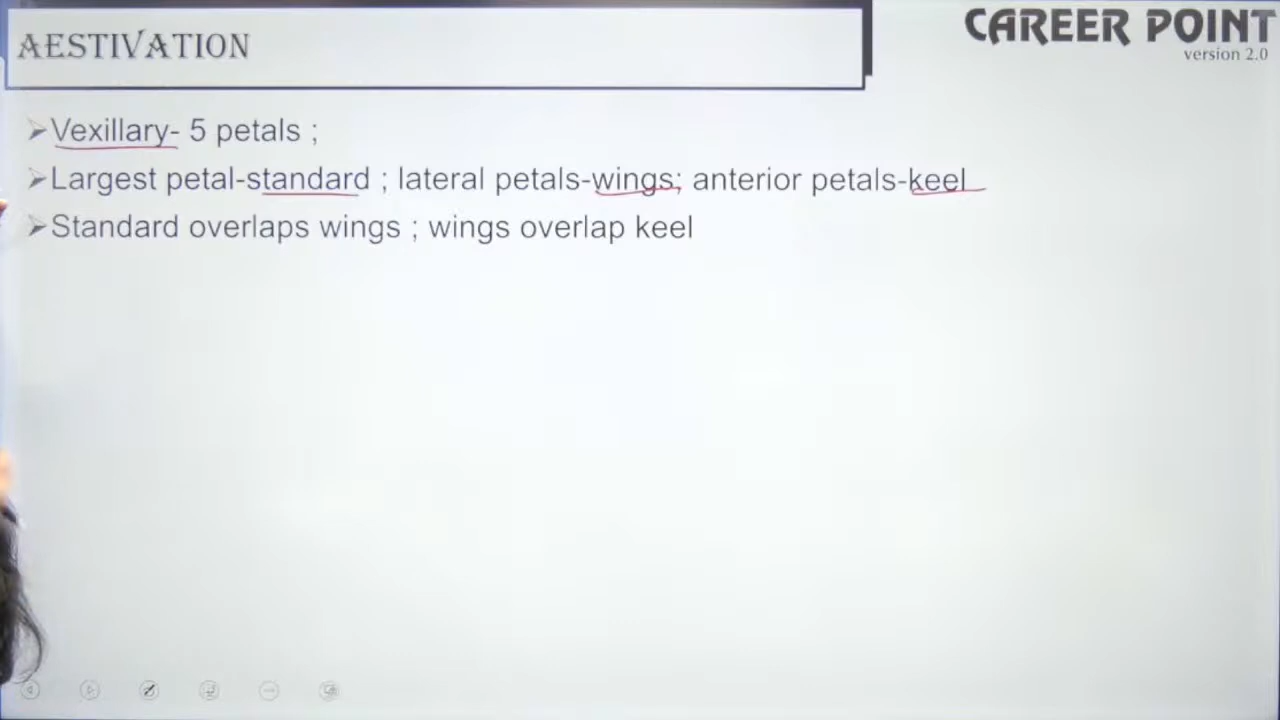 AESTIVATION
CAREER POINT
version 2.0
➢Vexillary- 5 petals ;
➢Largest petal-standard ; lateral petals-wings; anterior petals-keel
➢Standard overlaps wings ; wings overlap keel